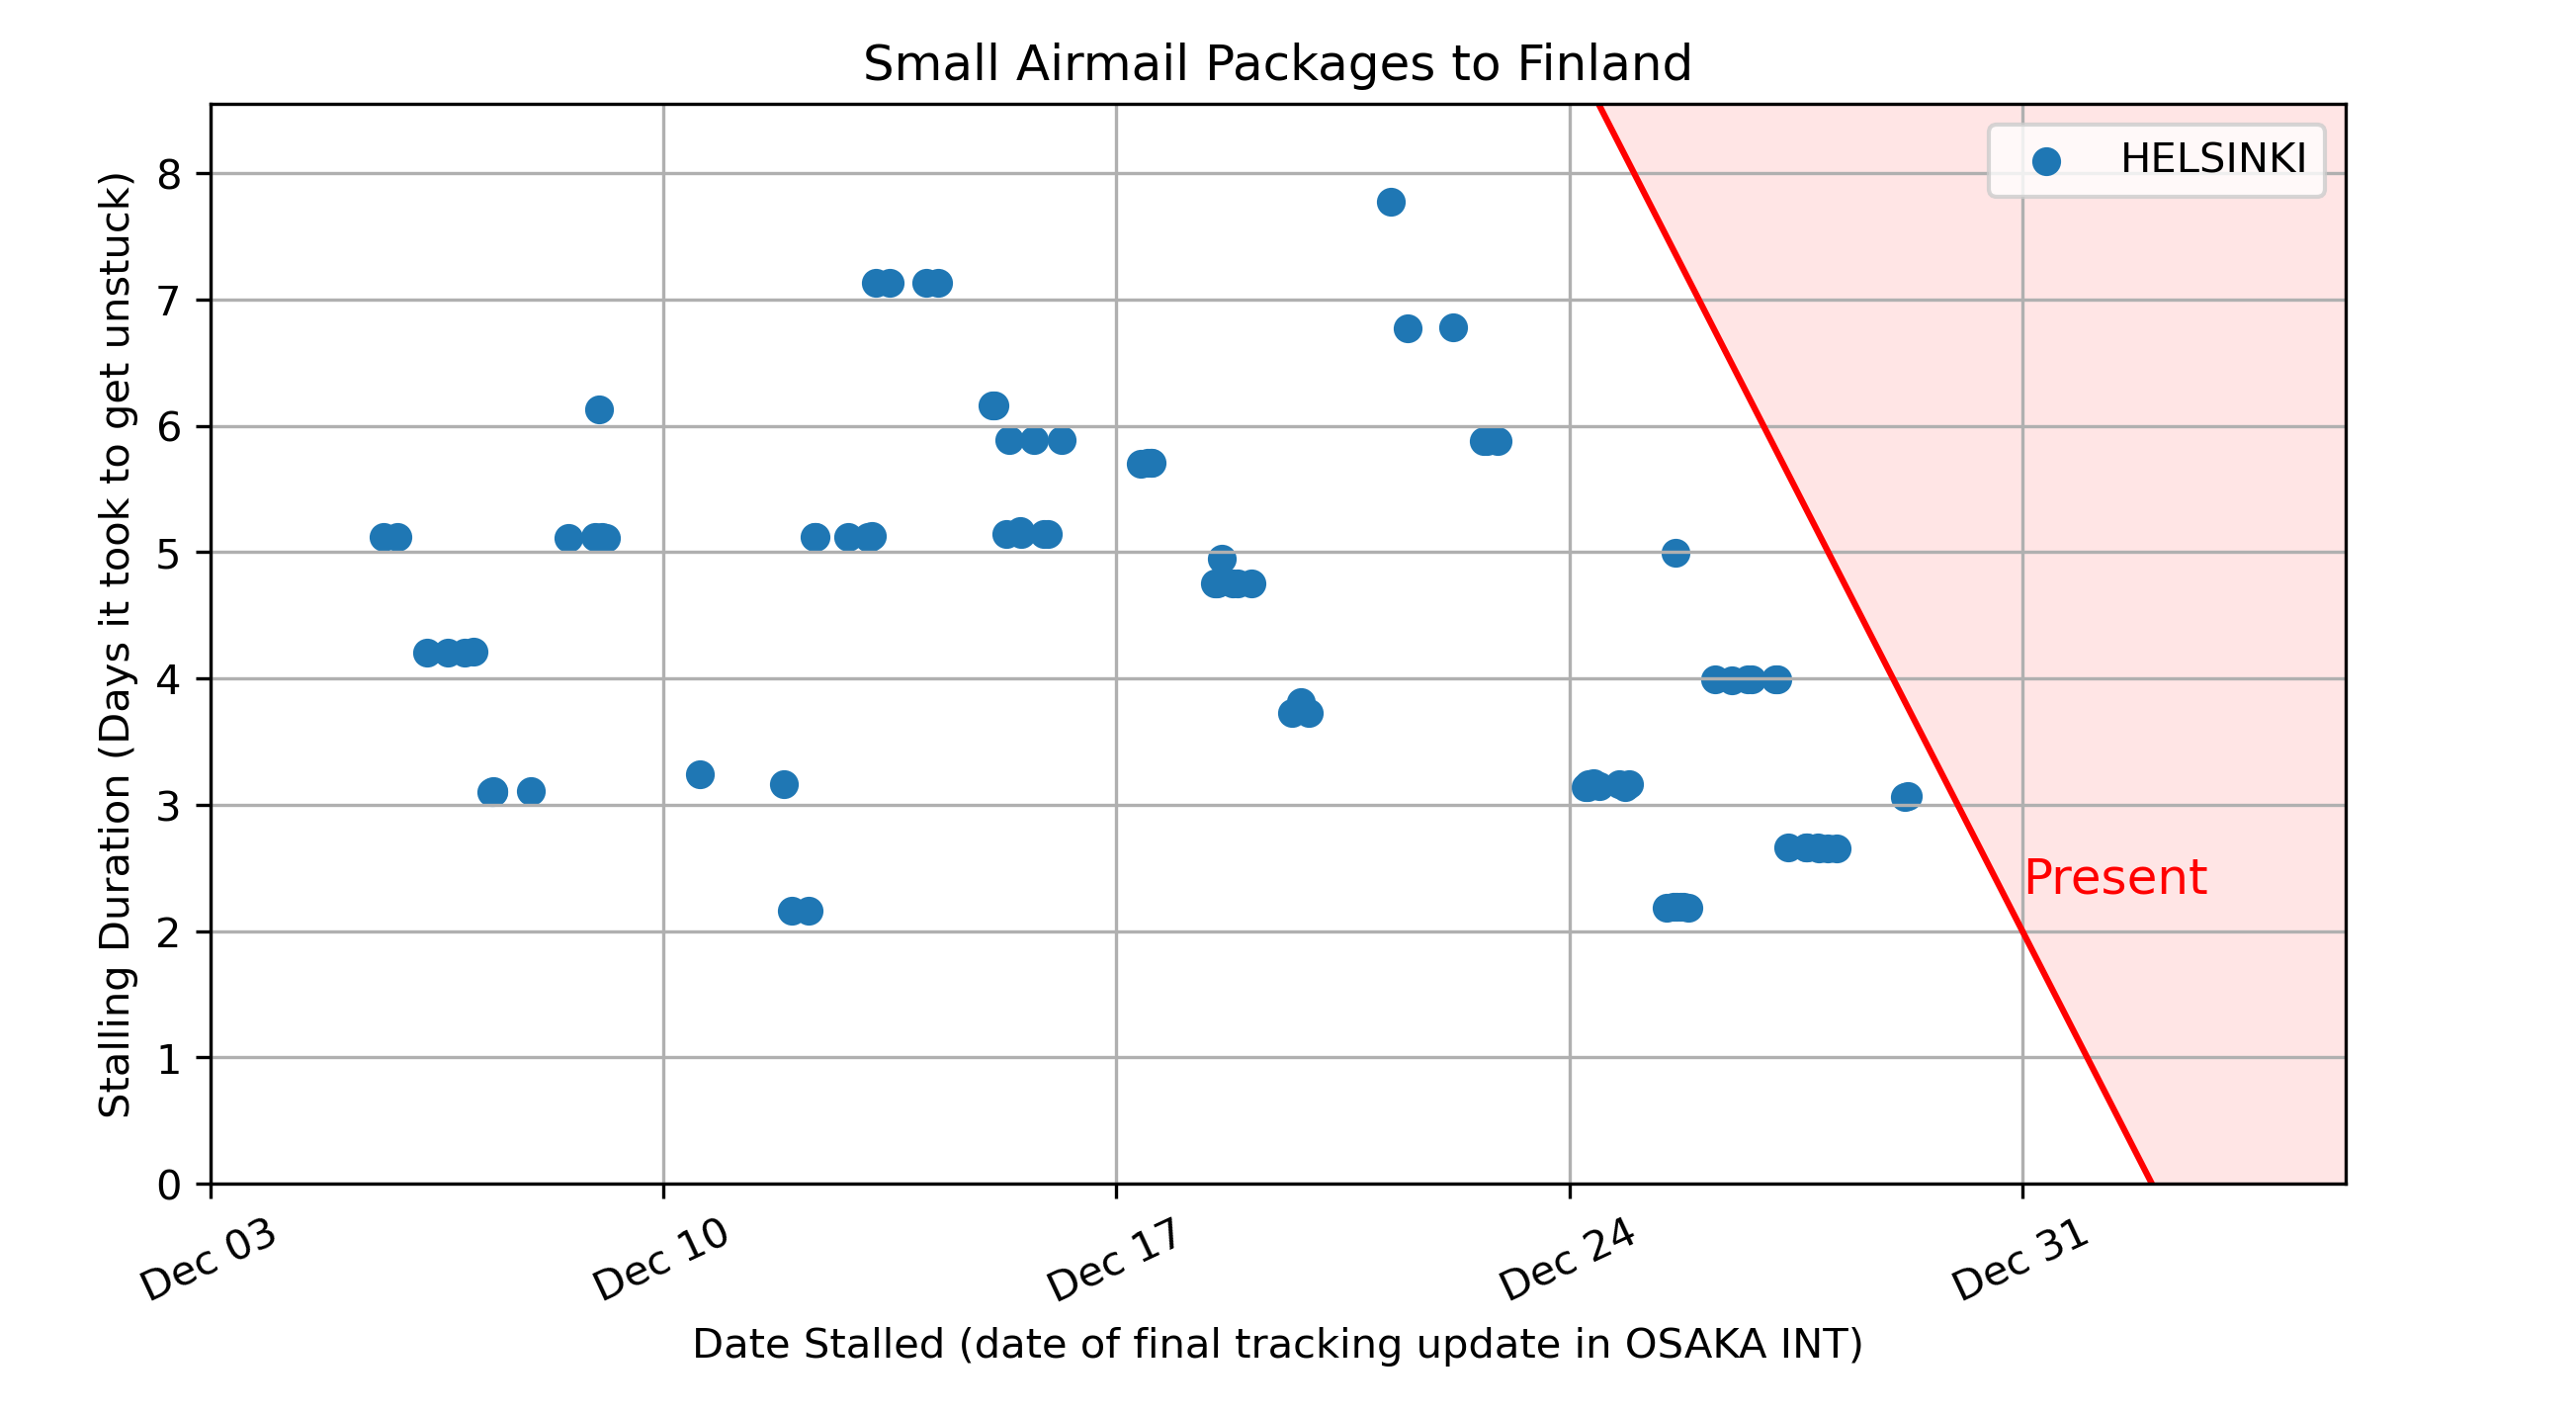 Small Airmail Packages to Finland
HELSINKI
Stalling Duration (Days it took to get unstuck)
8
7
6
5
4
3
2
1
0
Present
Dec 03
Dec 10
Dec 17
Dec 24
Dec 31
Date Stalled (date of final tracking update in OSAKA INT)